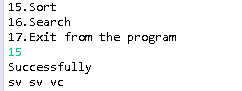 15.Sort
16.Search
17.Exit from the program
15
Successfully
sv sv vc